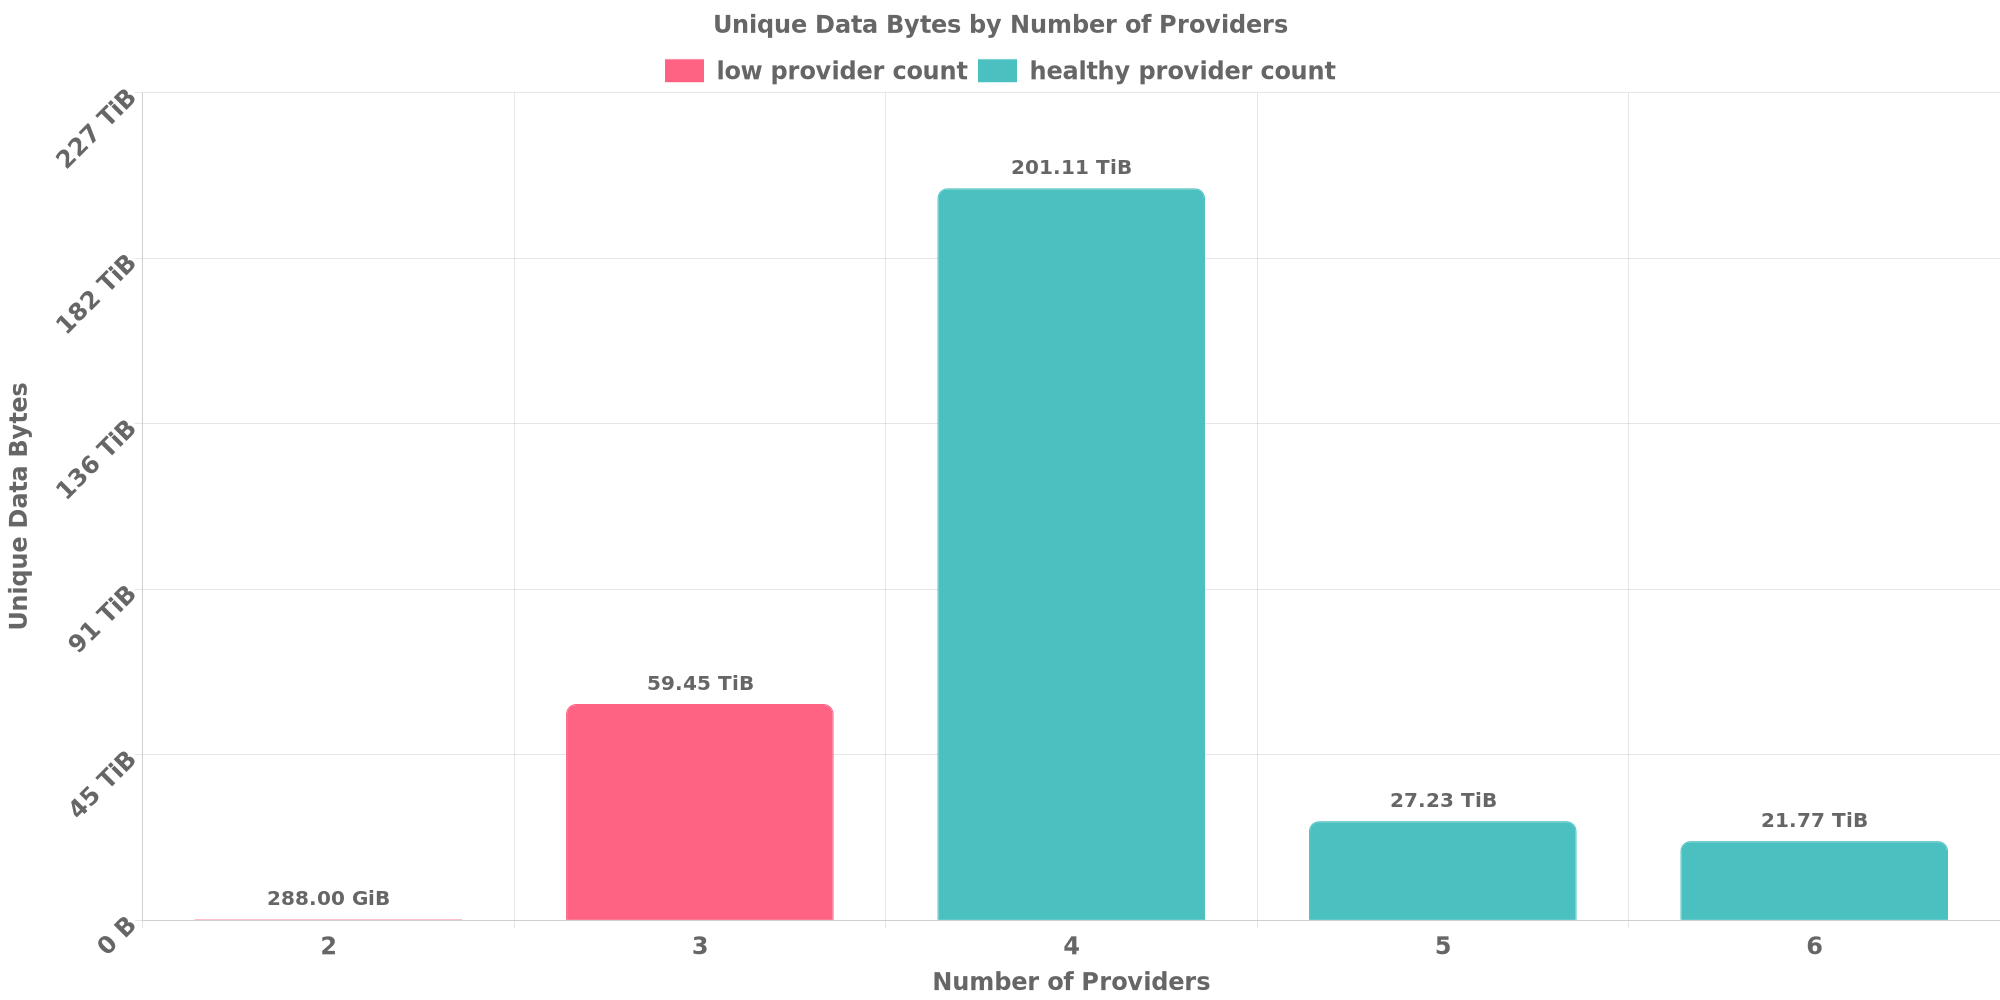 Unique Data Bytes by Number of Providers
low provider count healthy provider count
227 TiB
182 TiB
136 TiB
91 TiB
45 TiB
0 B
Unique Data Bytes
288.00 GiB
59.45 TiB
201.11 TiB
27.23 TiB
21.77 TiB
2 3 4 5 6
Number of Providers